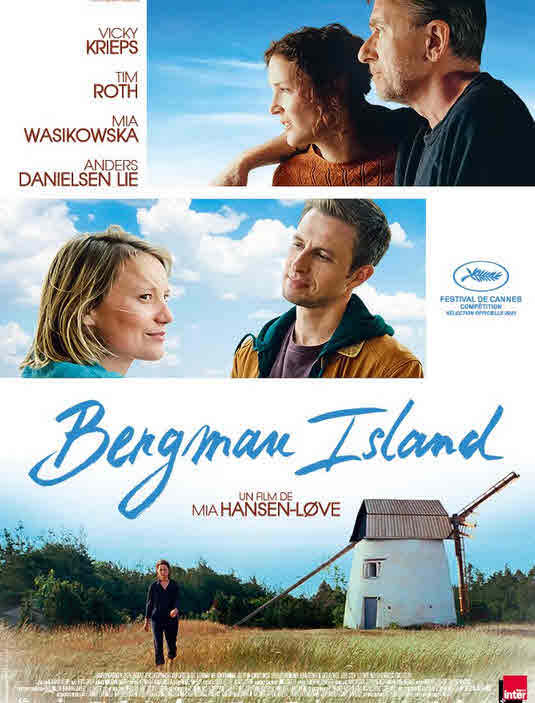 VICKY
KRIEPS
TIM
ROTH
MIA
WASIKOWSKA
ANDERS
DANIELSEN LIE
FESTIVAL DE CANNES
COMPÉTITION
SÉLECTION OFFICIELLE 2021
Bergman Island
UN FILM DE
MIA HANSEN-LØVE
inter